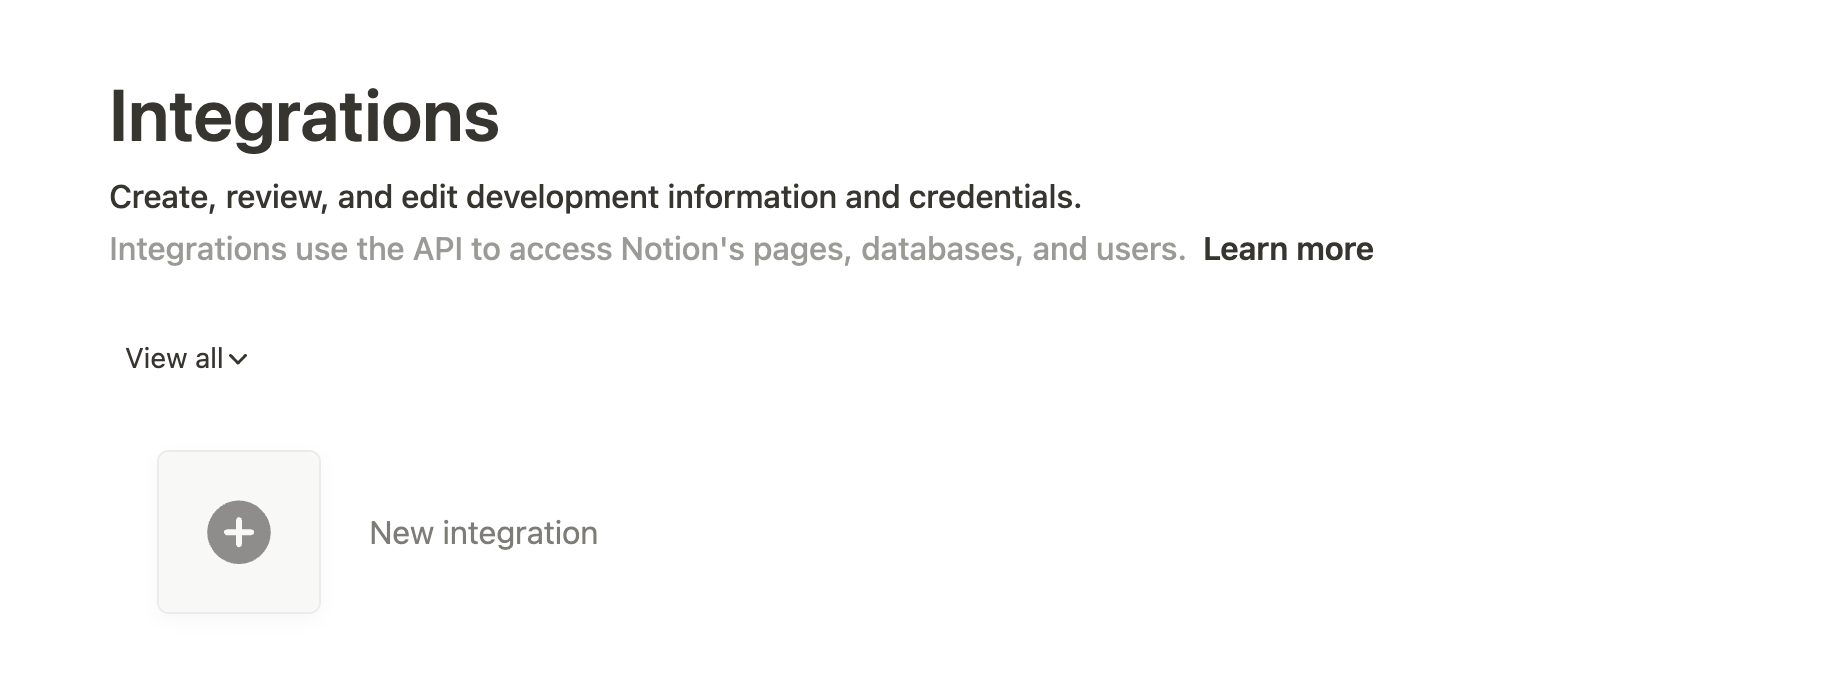 Integrations
Create, review, and edit development information and credentials.
Integrations use the API to access Notion's pages, databases, and users. Learn more
View all
New integration